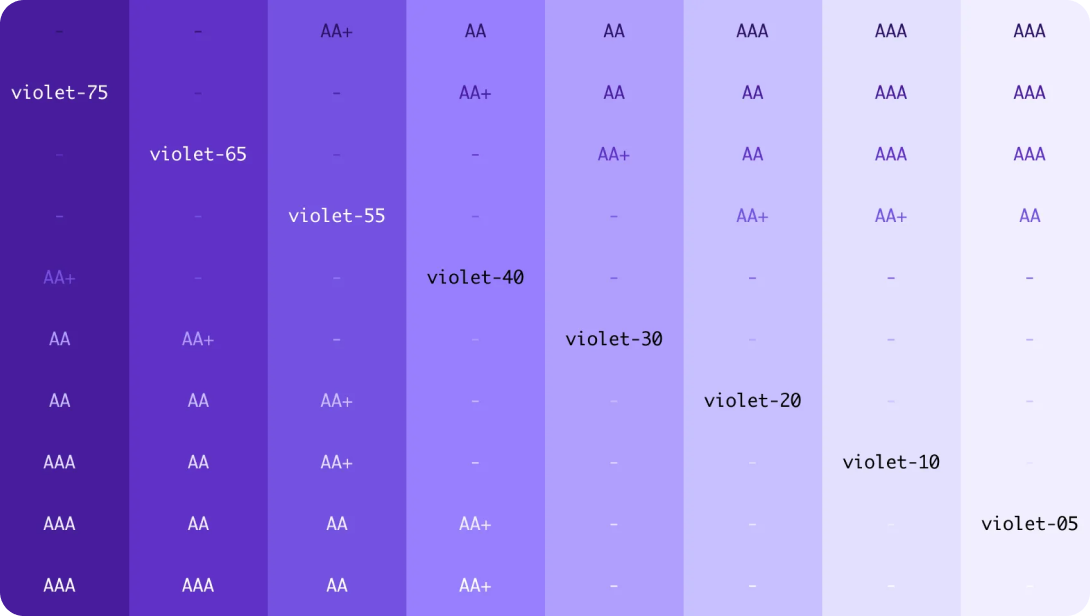 - - AA+ AA AA AAA AAA AAA
violet-75 - - AA+ AA AA AAA AAA
- violet-65 - - AA+ AA AAA AAA
- - violet-55 - - AA+ AA+ AA
AA+ - - violet-40 - - - -
AA AA+ - - violet-30 - - -
AA AA AA+ - - violet-20 - -
AAA AA AA+ - - - violet-10 -
AAA AA AA AA+ - - - violet-05
AAA AAA AA AA+ - - - -